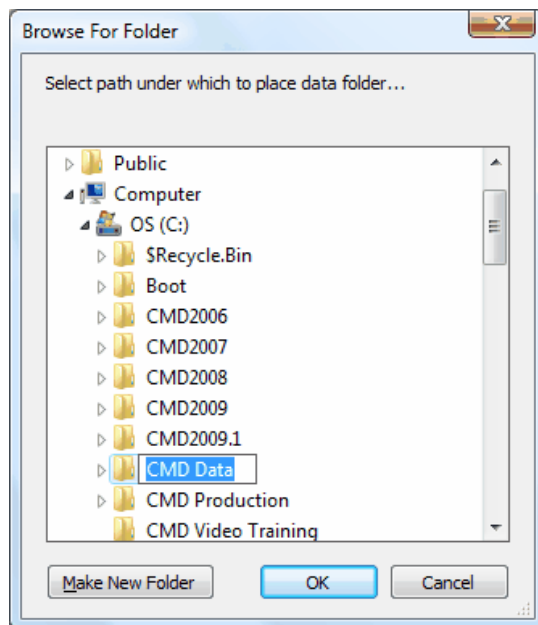 Browse For Folder
Select path under which to place data folder...
Public
Computer
OS (C:)
$Recycle.Bin
Boot
CMD2006
CMD2007
CMD2008
CMD2009
CMD2009.1
CMD Data
CMD Production
CMD Video Training
Make New Folder
OK
Cancel